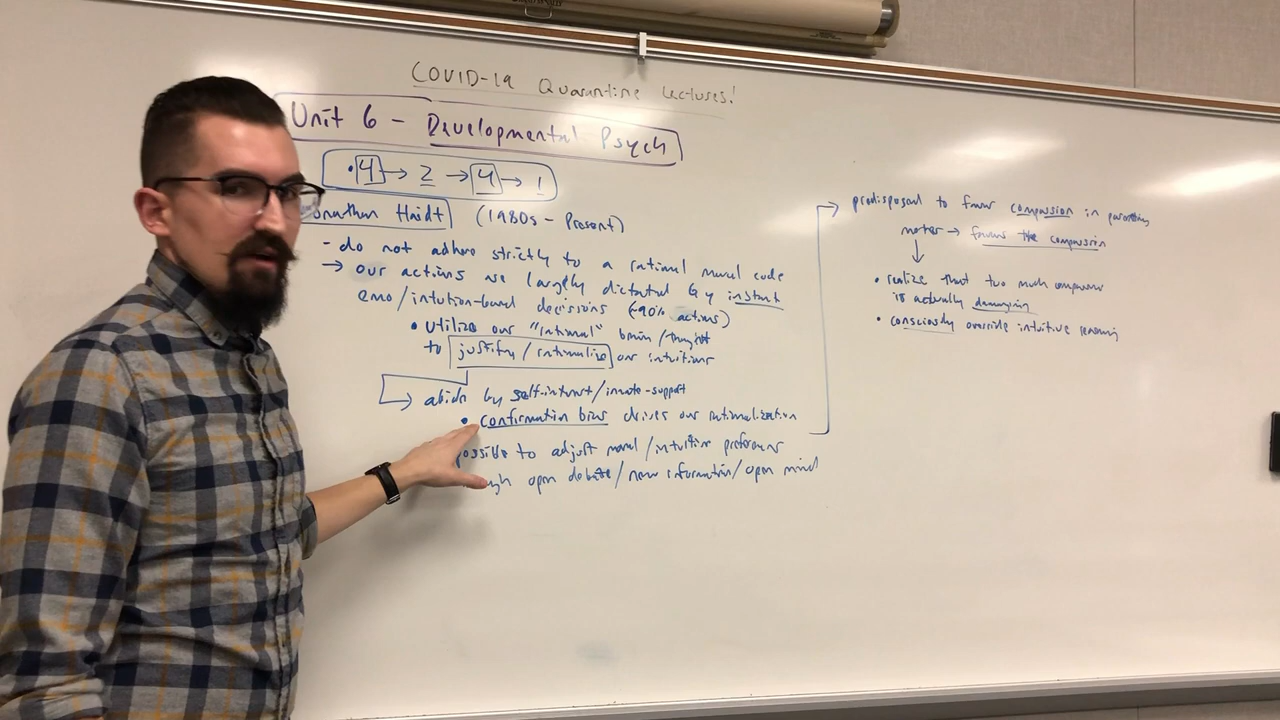 COVID-19 Quarantine Lectures!
Unit 6 - Developmental Psych
• 4 → 2 → 4 → 1
onathan Haidt (1980s - Present)
- do not adhere strictly to a rational moral code
→ our actions are largely dictated by instant
emo/intuition-based decisions (~90% actions)
• utilize our "rational" brain/thought
to justify/rationalize our intuitions
→ abide by self-interest/innate-support
• confirmation bias drives our rationalization
ossible to adjust moral/intuitive preferences
ugh open debate/new information/open mind
→ predisposed to favor compassion in parenting
→ favors the compassion
• realize that too much compassion
is actually damaging
• consciously override intuitive reasoning